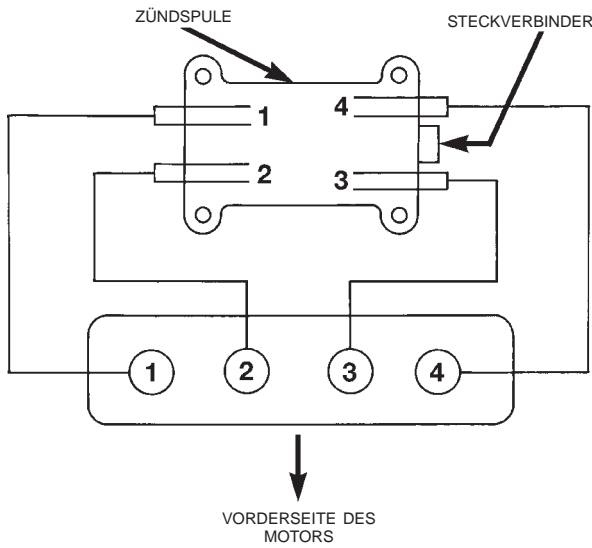 ZÜNDSPULE
STECKVERBINDER
1 4
2 3
1 2 3 4
VORDERSEITE DES
MOTORS